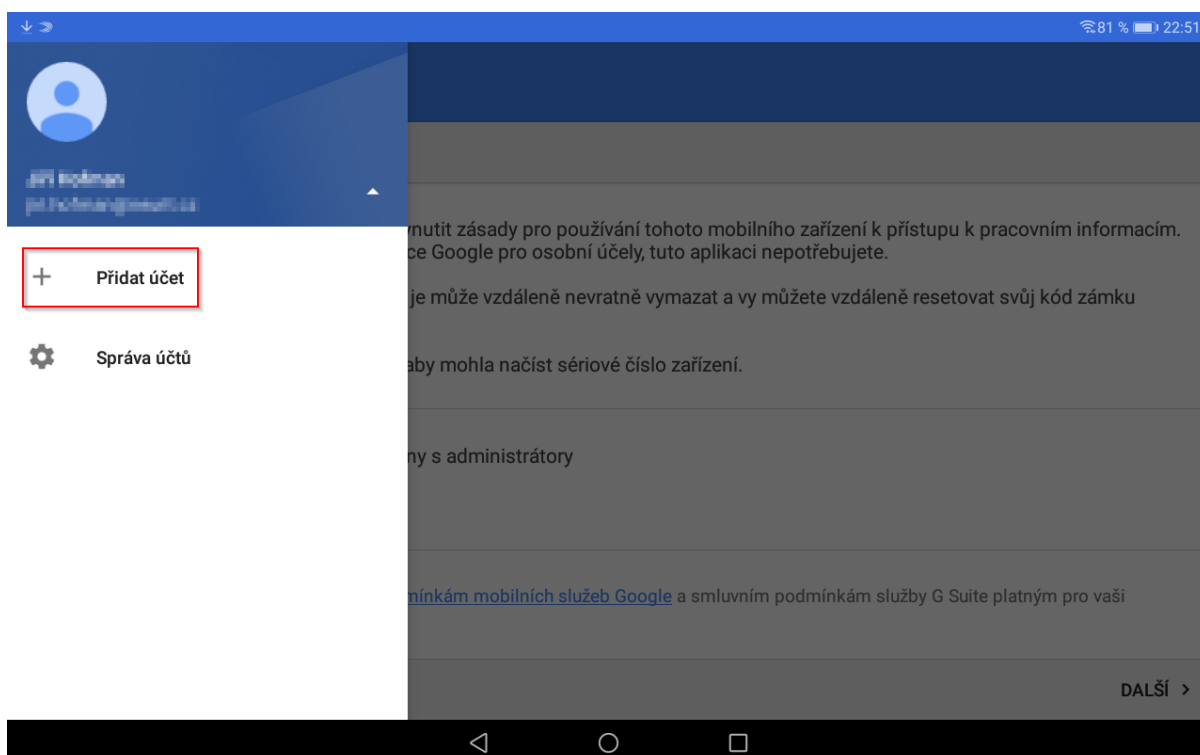 81 % 22:51
Přidat účet
Správa účtů
nutit zásady pro používání tohoto mobilního zařízení k přístupu k pracovním informacím.
ce Google pro osobní účely, tuto aplikaci nepotřebujete.
je může vzdáleně nevratně vymazat a vy můžete vzdáleně resetovat svůj kód zámku
aby mohla načíst sériové číslo zařízení.
ny s administrátory
mínkám mobilních služeb Google a smluvním podmínkám služby G Suite platným pro vaši
DALŠÍ